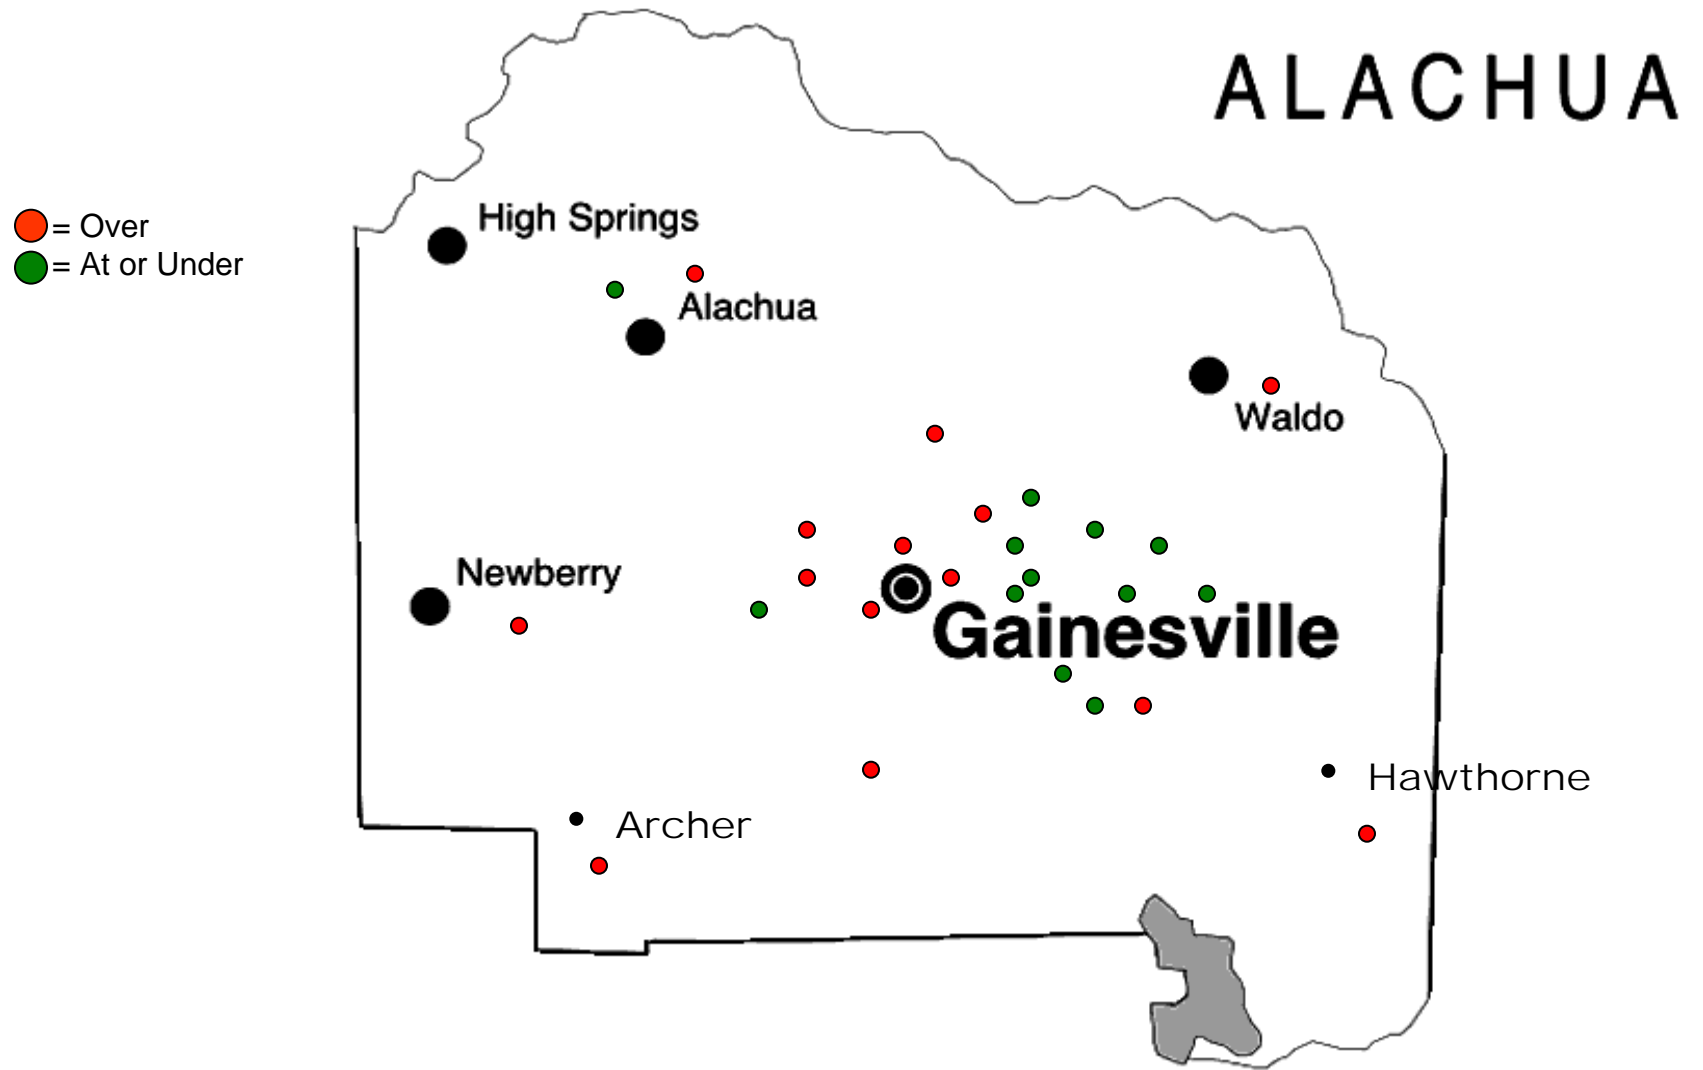 ALACHUA
High Springs
= Over
= At or Under
Alachua
Waldo
Newberry
Gainesville
Hawthorne
Archer